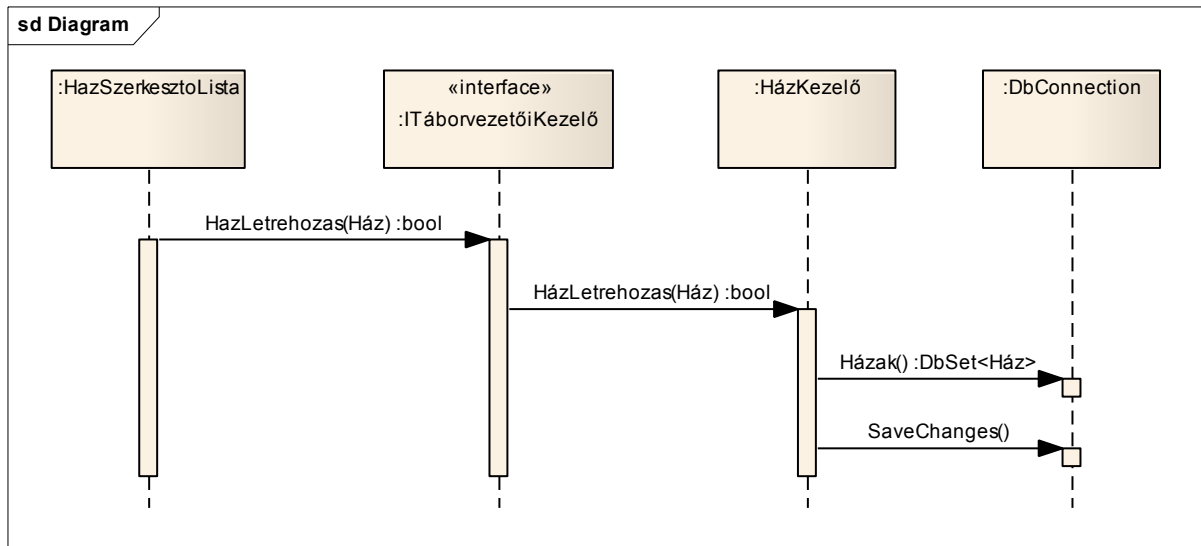 sd Diagram
:HazSzerkesztoLista
«interface»
:ITáborvezetőiKezelő
:HázKezelő
:DbConnection
HazLetrehozas(Ház) :bool
HázLetrehozas(Ház) :bool
Házak() :DbSet<Ház>
SaveChanges()